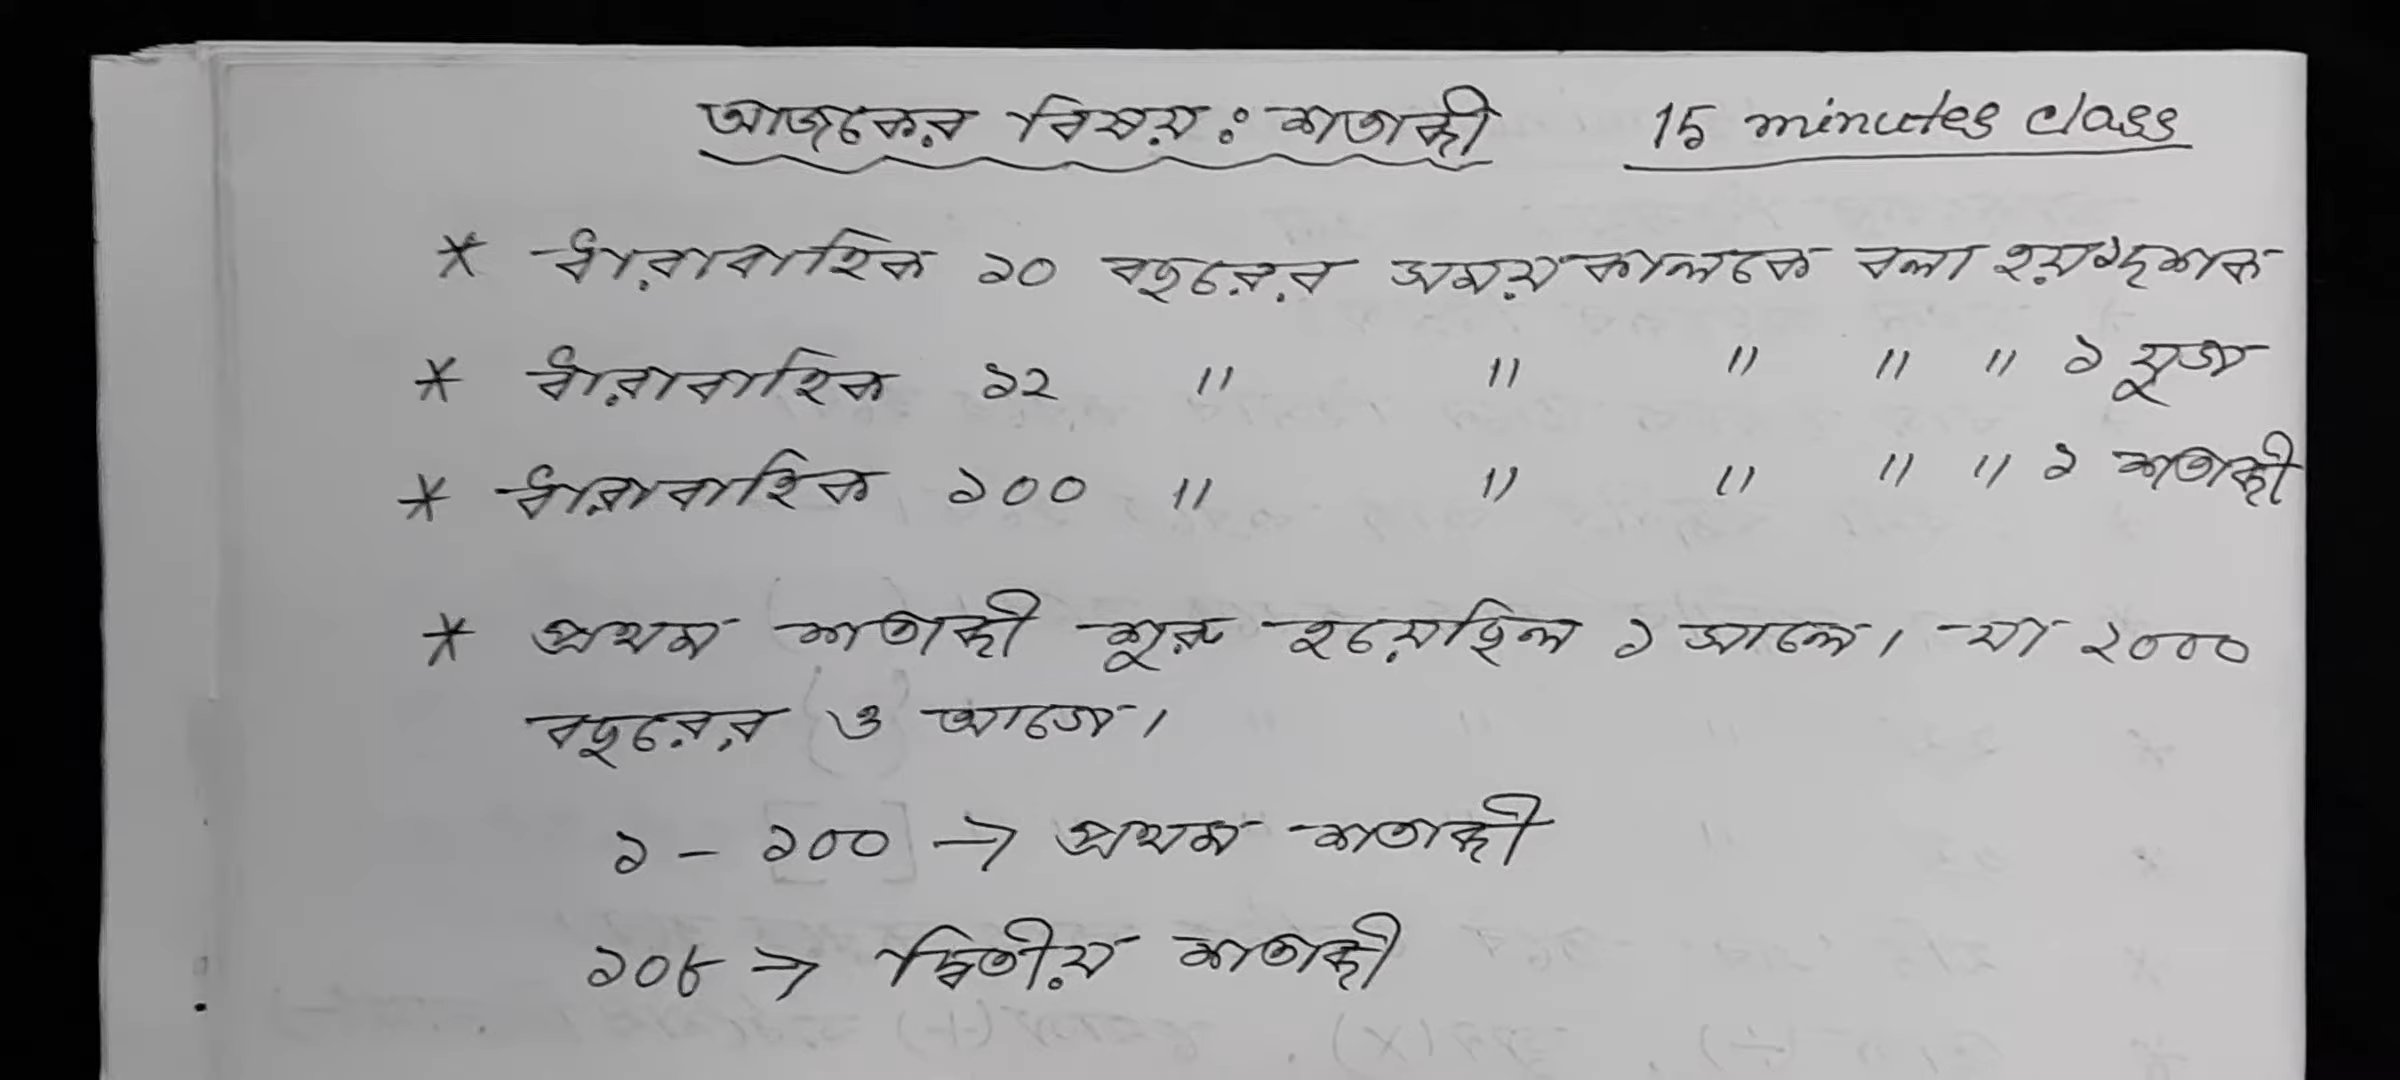 আজকের বিষয়ঃ শতাব্দী 15 minutes class
* ধারাবাহিক ১০ বছরের সময়কালকে বলা হয় ১ দশক
* ধারাবাহিক ১২ " " " " " ১ যুগ
* ধারাবাহিক ১০০ " " " " " ১ শতাব্দী
* প্রথম শতাব্দী শুরু হয়েছিল ১ সালে। যা ২০০০
বছরের ও আগে।
১ - ১০০ → প্রথম শতাব্দী
১০৮ → দ্বিতীয় শতাব্দী